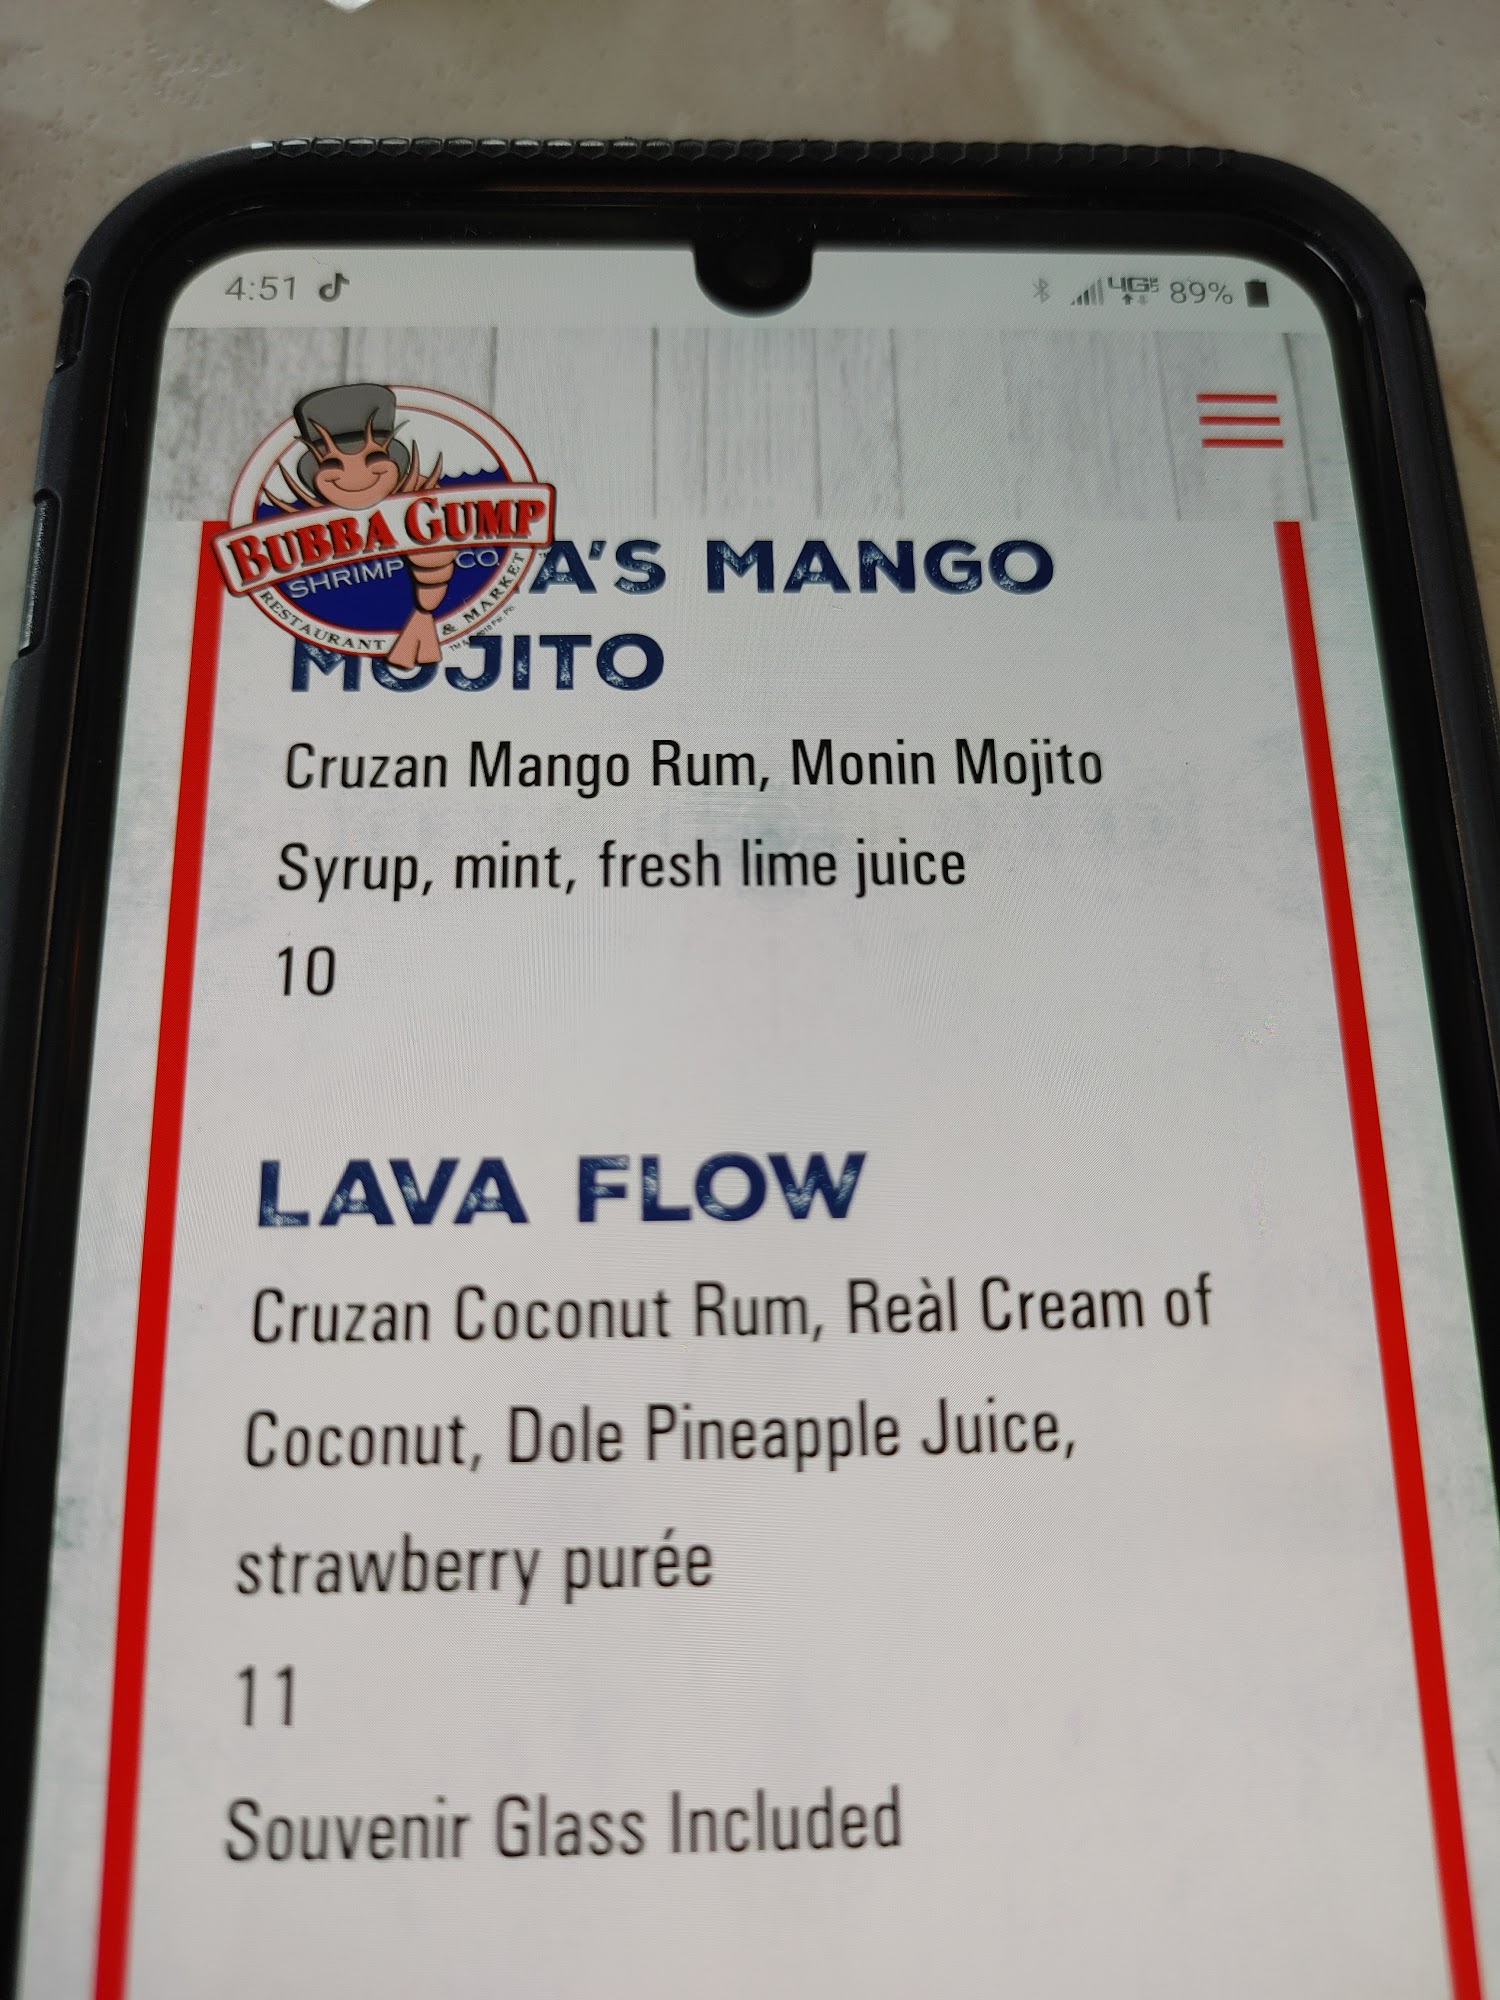 4:51 4G 89%
BUBBA GUMP
SHRIMP CO.
RESTAURANT & MARKET
A'S MANGO
MOJITO
Cruzan Mango Rum, Monin Mojito
Syrup, mint, fresh lime juice
10
LAVA FLOW
Cruzan Coconut Rum, Reàl Cream of
Coconut, Dole Pineapple Juice,
strawberry purée
11
Souvenir Glass Included